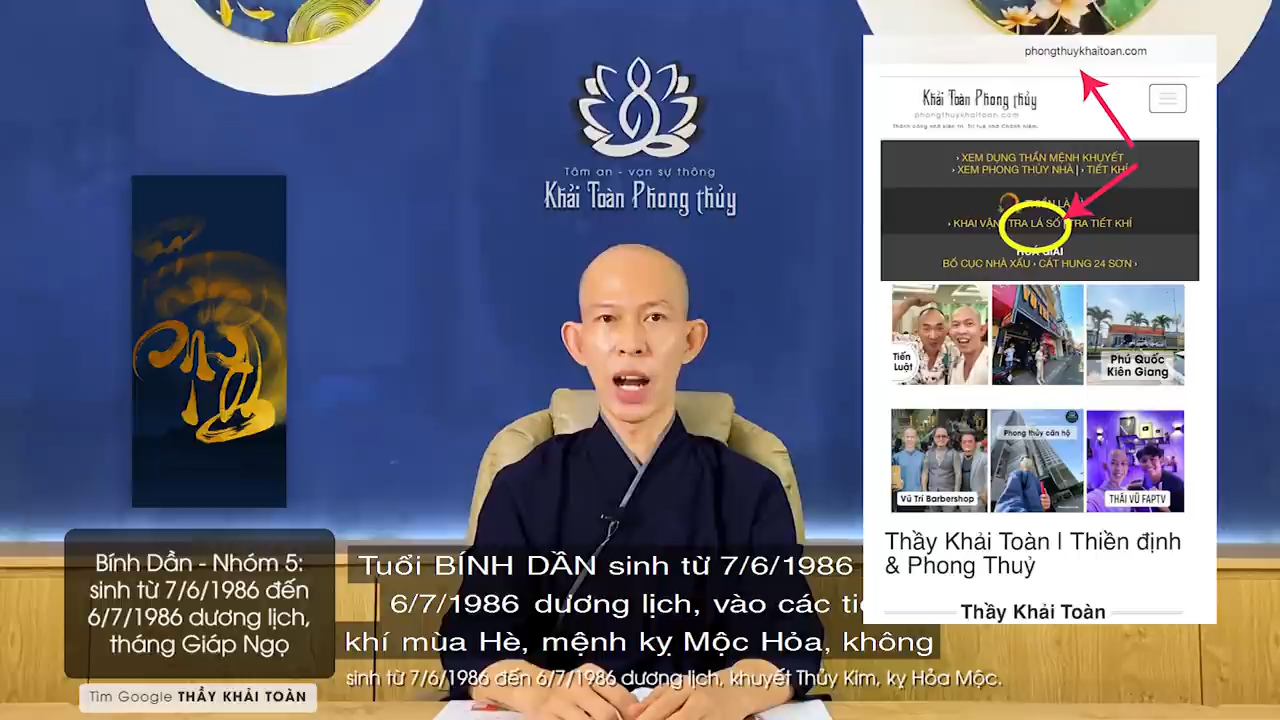 phongthuykhaitoan.com
Khải Toàn Phong thủy
phongthuykhaitoan.com
Thành công nhờ kiên trì. Trí tuệ nhờ Chánh niệm.
› XEM DỤNG THẦN MỆNH KHUYẾT
› XEM PHONG THỦY NHÀ | › TIẾT KHÍ
› KHAI VẬN TRA LÁ SỐ TRA TIẾT KHÍ
HOÁ GIẢI
BỐ CỤC NHÀ XẤU › CÁT HUNG 24 SƠN ›
Tiến
Luật
Phú Quốc
Kiên Giang
Vũ Trí Barbershop
Phong thủy căn hộ
THÁI VŨ FAPTV
Thầy Khải Toàn | Thiền định
& Phong Thuỷ
Thầy Khải Toàn
Tâm an - vạn sự thông
Khải Toàn Phong thủy
Bính Dần - Nhóm 5:
sinh từ 7/6/1986 đến
6/7/1986 dương lịch,
tháng Giáp Ngọ
Tìm Google THẦY KHẢI TOÀN
Tuổi BÍNH DẦN sinh từ 7/6/1986
6/7/1986 dương lịch, vào các
khí mùa Hè, mệnh kỵ Mộc Hỏa, không
sinh từ 7/6/1986 đến 6/7/1986 dương lịch, khuyết Thủy Kim, kỵ Hỏa Mộc.